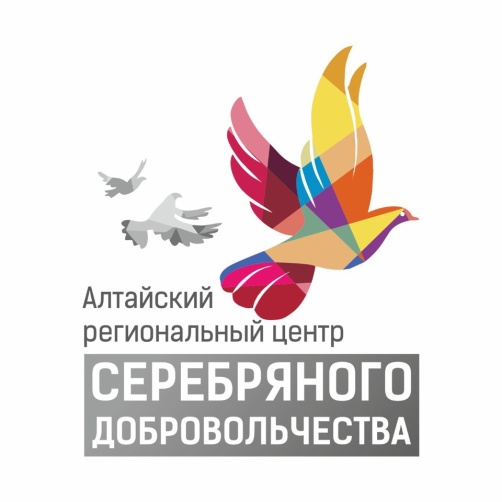 Алтайский
региональный центр
СЕРЕБРЯНОГО
ДОБРОВОЛЬЧЕСТВА